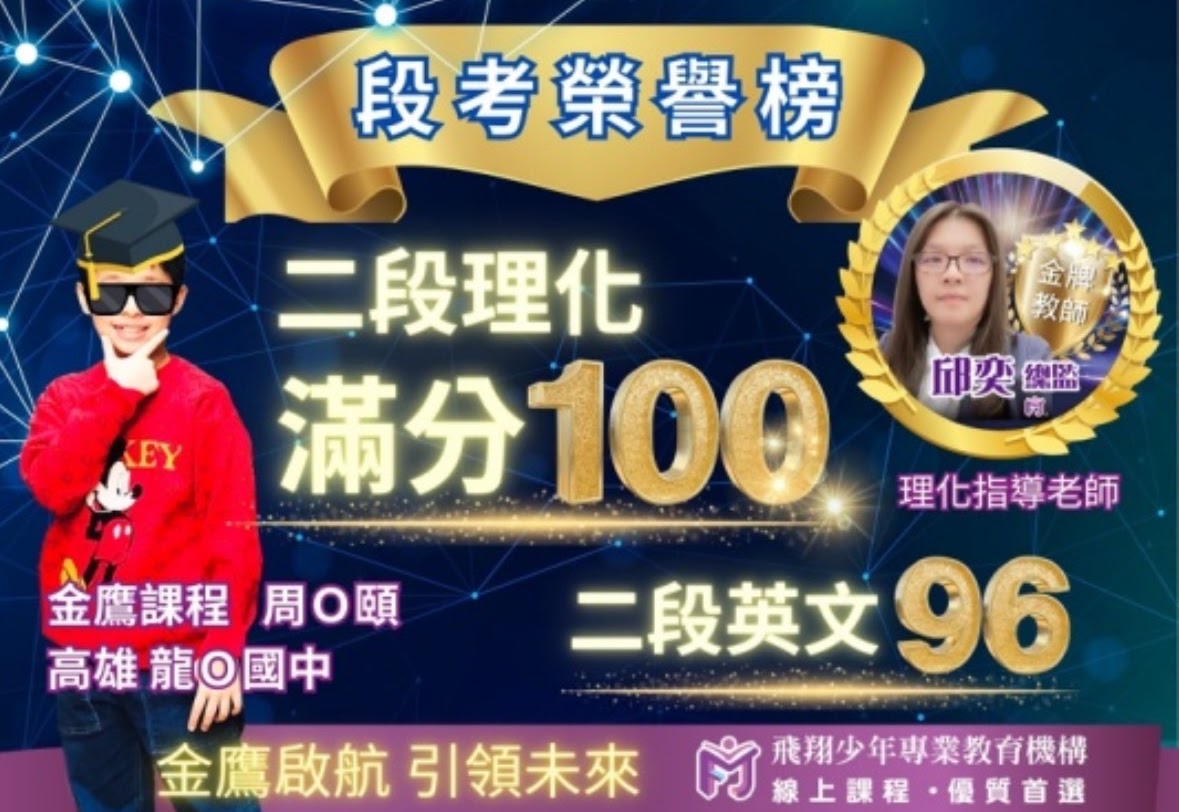 段考榮譽榜
二段理化
滿分100
金牌
教師
邱奕 總監
理化指導老師
KEY
金鷹課程 周O頤
高雄 龍O國中
二段英文96
金鷹啟航 引領未來
飛翔少年專業教育機構
線上課程・優質首選